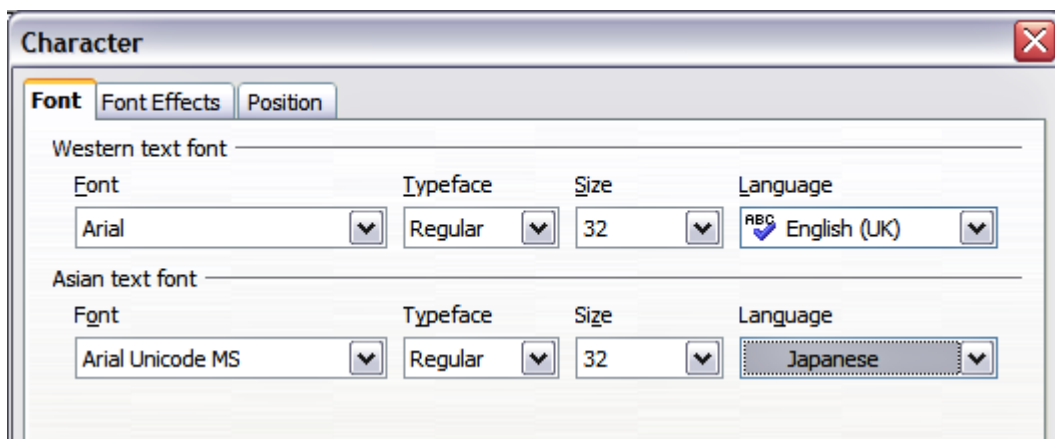 Character
Font Font Effects Position
Western text font
Font Typeface Size Language
Arial Regular 32 ABC English (UK)
Asian text font
Font Typeface Size Language
Arial Unicode MS Regular 32 Japanese